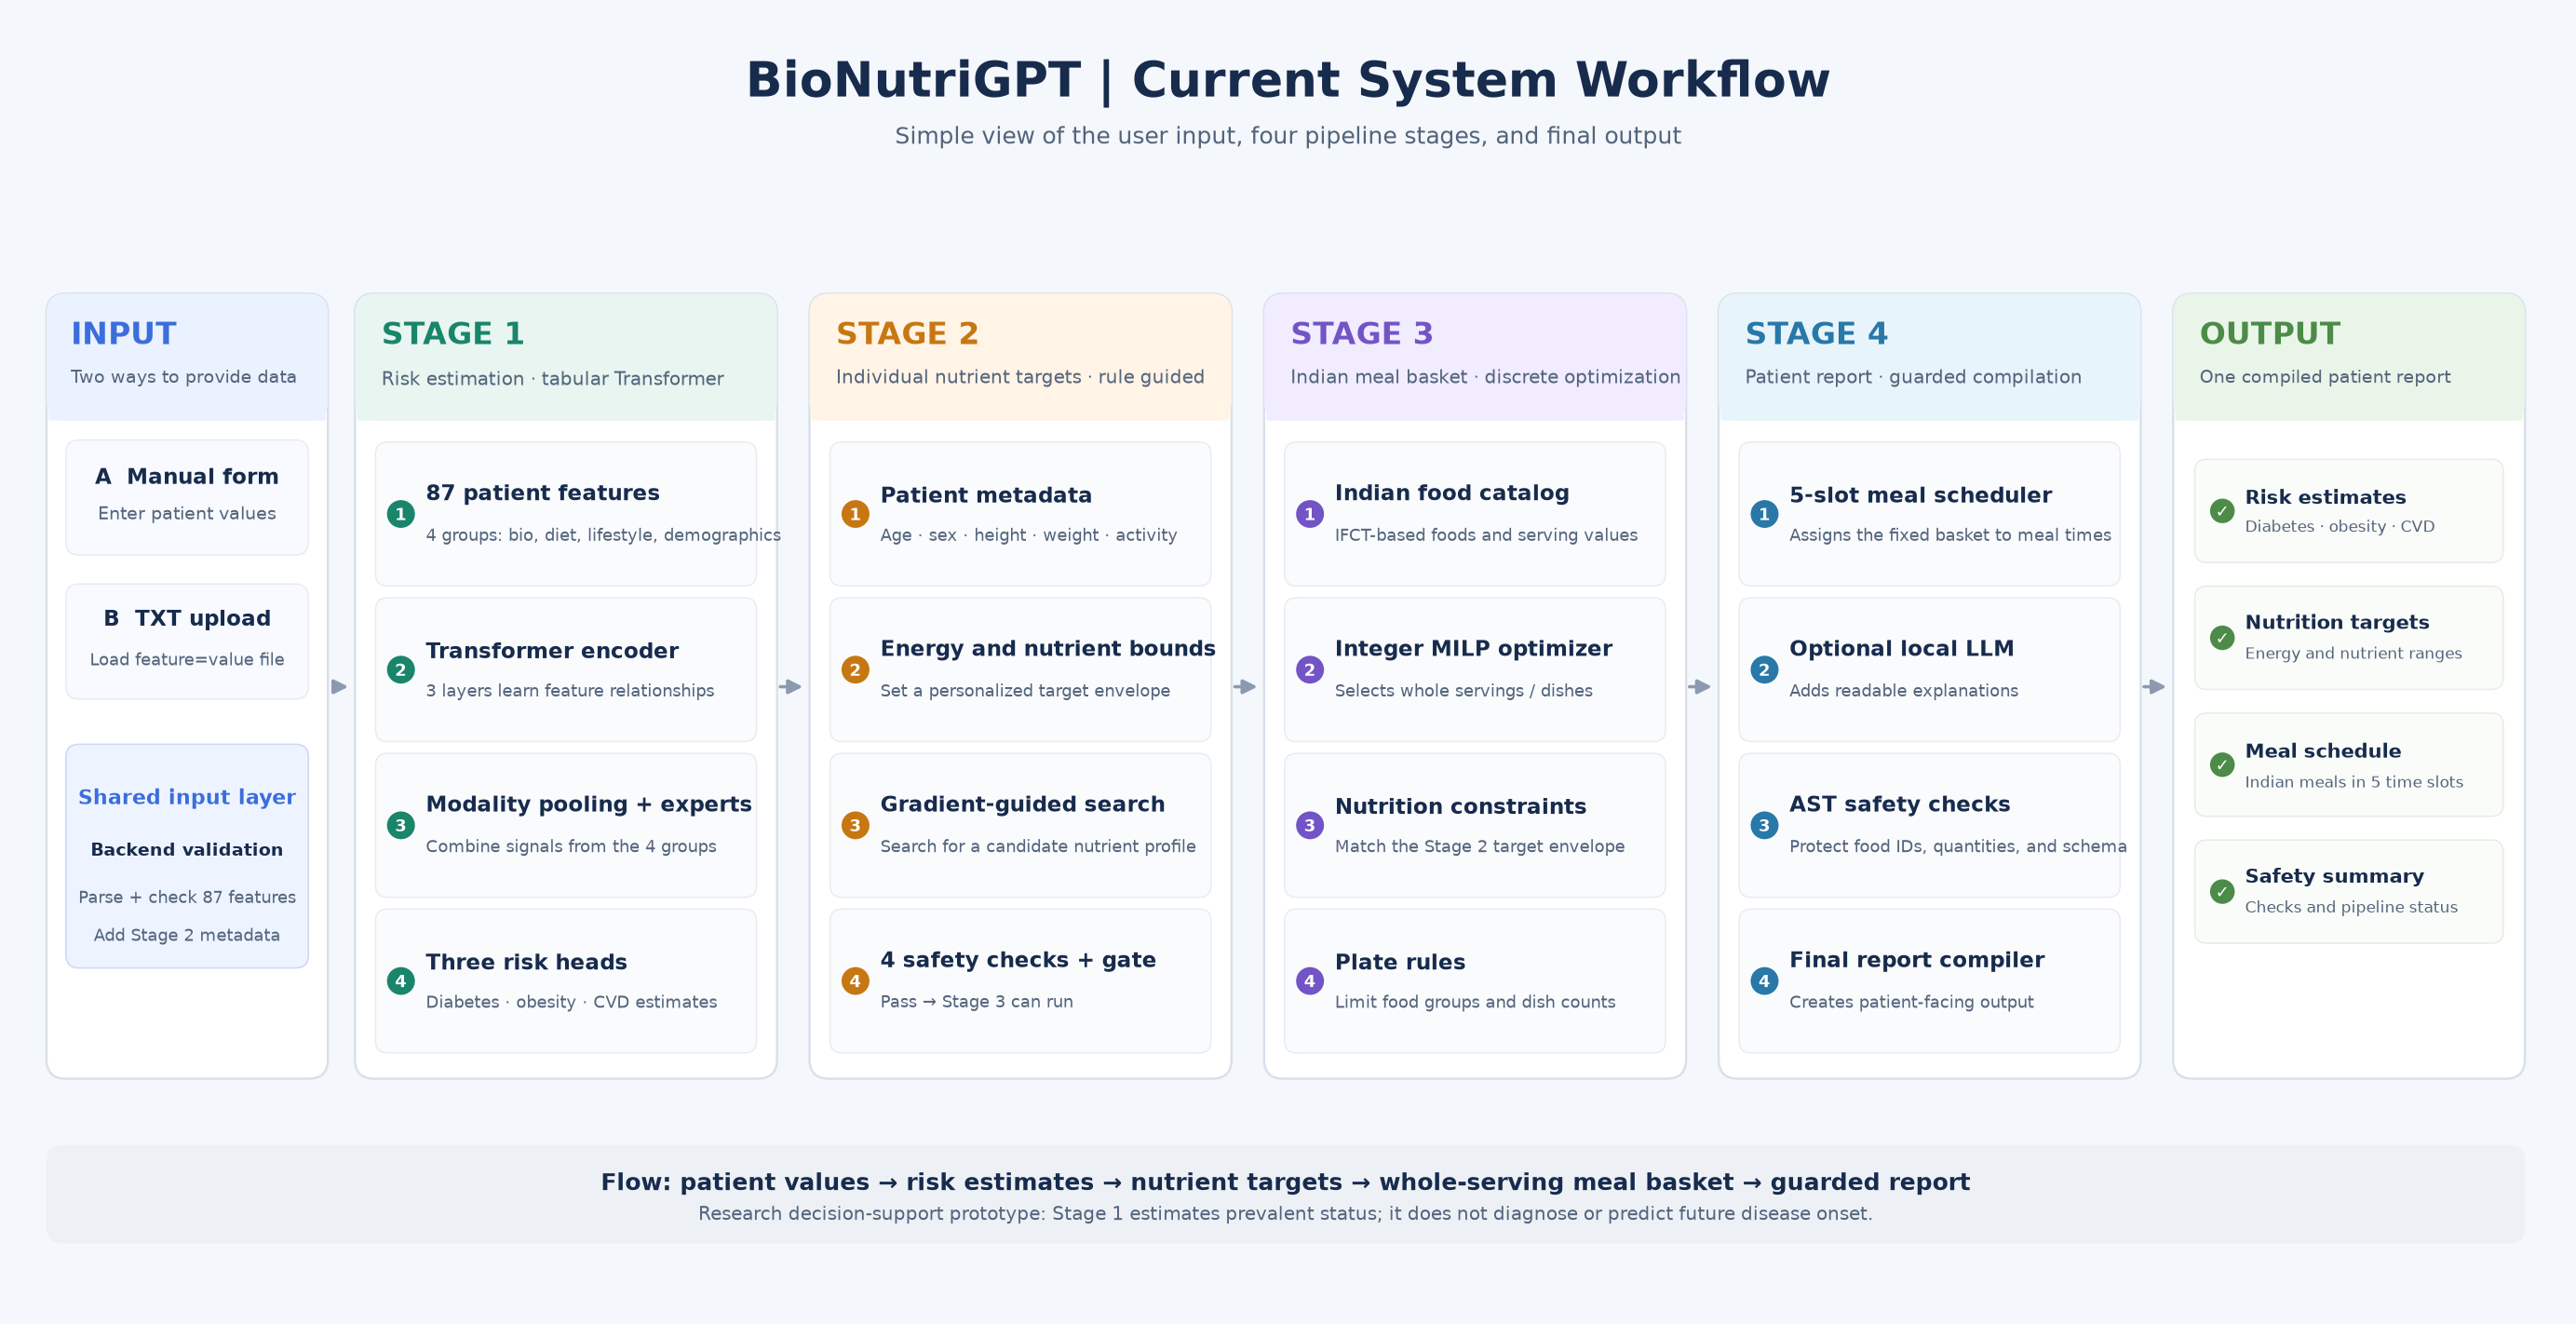 BioNutriGPT | Current System Workflow
Simple view of the user input, four pipeline stages, and final output
INPUT
Two ways to provide data
A Manual form
Enter patient values
B TXT upload
Load feature=value file
Shared input layer
Backend validation
Parse + check 87 features
Add Stage 2 metadata
STAGE 1
Risk estimation · tabular Transformer
1
87 patient features
4 groups: bio, diet, lifestyle, demographics
2
Transformer encoder
3 layers learn feature relationships
3
Modality pooling + experts
Combine signals from the 4 groups
4
Three risk heads
Diabetes · obesity · CVD estimates
STAGE 2
Individual nutrient targets · rule guided
1
Patient metadata
Age · sex · height · weight · activity
2
Energy and nutrient bounds
Set a personalized target envelope
3
Gradient-guided search
Search for a candidate nutrient profile
4
4 safety checks + gate
Pass → Stage 3 can run
STAGE 3
Indian meal basket · discrete optimization
1
Indian food catalog
IFCT-based foods and serving values
2
Integer MILP optimizer
Selects whole servings / dishes
3
Nutrition constraints
Match the Stage 2 target envelope
4
Plate rules
Limit food groups and dish counts
STAGE 4
Patient report · guarded compilation
1
5-slot meal scheduler
Assigns the fixed basket to meal times
2
Optional local LLM
Adds readable explanations
3
AST safety checks
Protect food IDs, quantities, and schema
4
Final report compiler
Creates patient-facing output
OUTPUT
One compiled patient report
✓
Risk estimates
Diabetes · obesity · CVD
✓
Nutrition targets
Energy and nutrient ranges
✓
Meal schedule
Indian meals in 5 time slots
✓
Safety summary
Checks and pipeline status
Flow: patient values → risk estimates → nutrient targets → whole-serving meal basket → guarded report
Research decision-support prototype: Stage 1 estimates prevalent status; it does not diagnose or predict future disease onset.